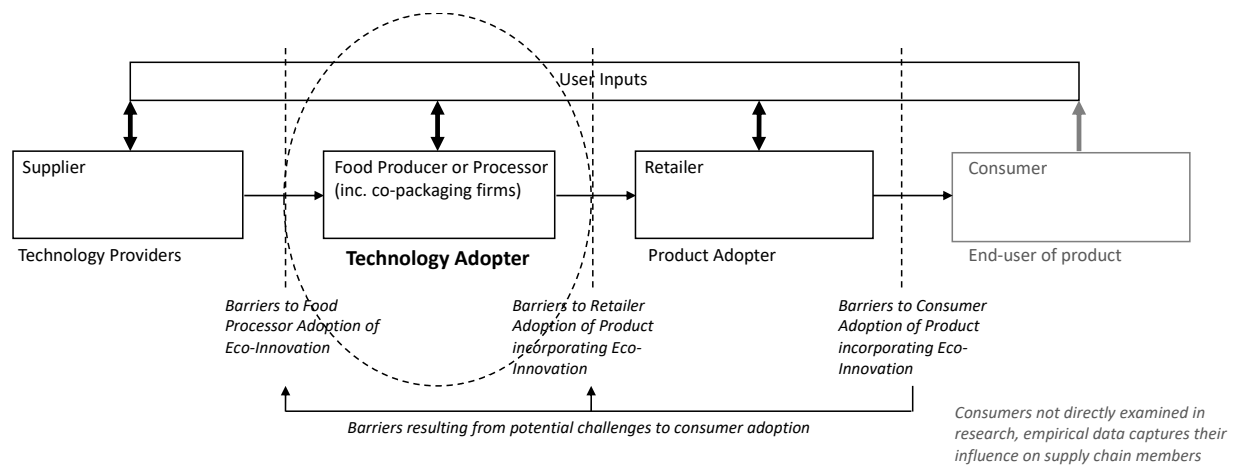 User Inputs
Supplier
Food Producer or Processor
(inc. co-packaging firms)
Retailer
Consumer
Technology Providers
Technology Adopter
Product Adopter
End-user of product
Barriers to Food
Processor Adoption of
Eco-Innovation
Barriers to Retailer
Adoption of Product
incorporating Eco-
Innovation
Barriers to Consumer
Adoption of Product
incorporating Eco-
Innovation
Barriers resulting from potential challenges to consumer adoption
Consumers not directly examined in
research, empirical data captures their
influence on supply chain members